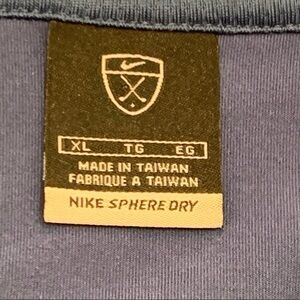 XL TG EG
MADE IN TAIWAN
FABRIQUE A TAIWAN
NIKE SPHERE DRY